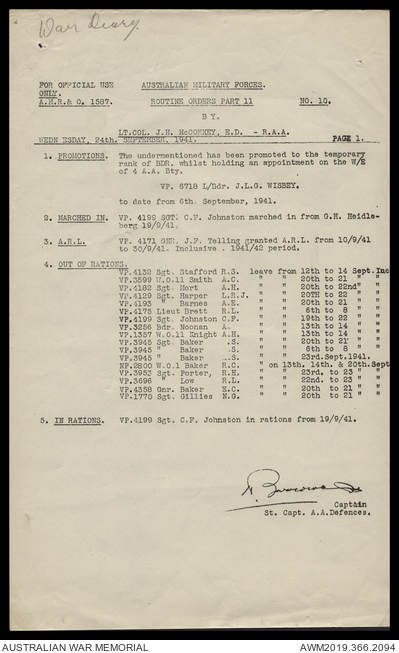 War Diary.
FOR OFFICIAL USE AUSTRALIAN MILITARY FORCES.
ONLY.
A.M.R.& O. 1587. ROUTINE ORDERS PART 11 NO. 10.
BY.
LT.COL. J.H. McCONKEY, E.D. - R.A.A.
WEDNESDAY, 24th. SEPTEMBER, 1941. PAGE 1.
1. PROMOTIONS. The undermentioned has been promoted to the temporary
rank of BDR. whilst holding an appointment on the W/E
of 4 A.A. Bty.
VP. 6718 L/Bdr. J.L.G. WISBEY.
to date from 6th. September, 1941.
2. MARCHED IN. VP. 4199 SGT. C.F. Johnston marched in from G.H. Heidle-
berg 19/9/41.
3. A.R.L. VP. 4171 GNR. J.F. Telling granted A.R.L. from 10/9/41
to 30/9/41. Inclusive . 1941/42 period.
4. OUT OF RATIONS.
VP.4132 Sgt. Stafford R.S. leave from 12th to 14 Sept. Inc
VP.3599 W.O.11 Smith A.C. " " 20th to 21 " "
VP.4182 Sgt. Mort A.H. " " 20th to 22nd " "
VP.4129 Sgt. Harper L.R.J. " " 20TH to 22 " "
VP.4193 " Barnes A.E. " " 20th to 21 " "
VP.4175 Lieut Brett R.L. " " 6th to 8 " "
VP.4199 Sgt. Johnston C.F. " " 19th to 22 " "
VP.3256 Bdr. Noonan A. " " 13th to 14 " "
VP.1357 W.O.11 Knight A.H. " " 13th to 14 " "
VP.3945 Sgt. Baker .S. " " 20th to 21 " "
VP.3945 " Baker .S. " " 6th to 8 " "
VP.3945 " Baker .S. " " 23rd.Sept.1941.
NP.2800 W.O.1 Baker R.C. " on 13th. 14th. & 20th. Sept
VP.3953 Sgt. Porter, R.H. " " 23rd. to 23 " "
VP.3696 " Low R.L. " " 22nd. to 23 " "
VP.4358 Gnr. Baker E.C. " " 20th to 21 " "
VP.1770 Sgt. Gillies N.G. " " 20th to 21 " "
5. IN RATIONS. VP.4199 Sgt. C.F. Johnston in rations from 19/9/41.
Captain
St. Capt. A.A.Defences.
AUSTRALIAN WAR MEMORIAL AWM2019.366.2094